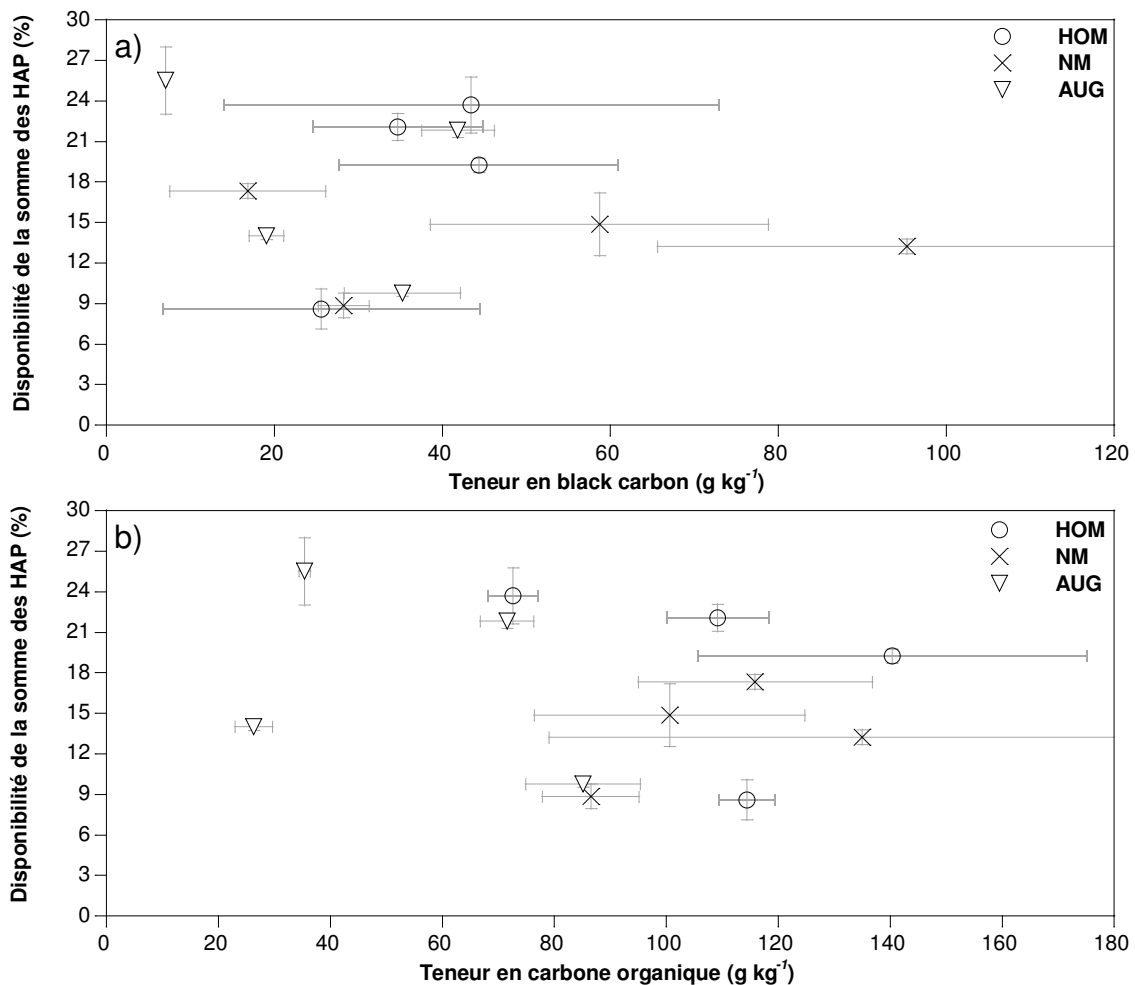 Disponibilité de la somme des HAP (%)
a)
30
27
24
21
18
15
12
9
6
3
0
HOM
NM
AUG
0 20 40 60 80 100 120
Teneur en black carbon (g kg⁻¹)
Disponibilité de la somme des HAP (%)
b)
30
27
24
21
18
15
12
9
6
3
0
HOM
NM
AUG
0 20 40 60 80 100 120 140 160 180
Teneur en carbone organique (g kg⁻¹)